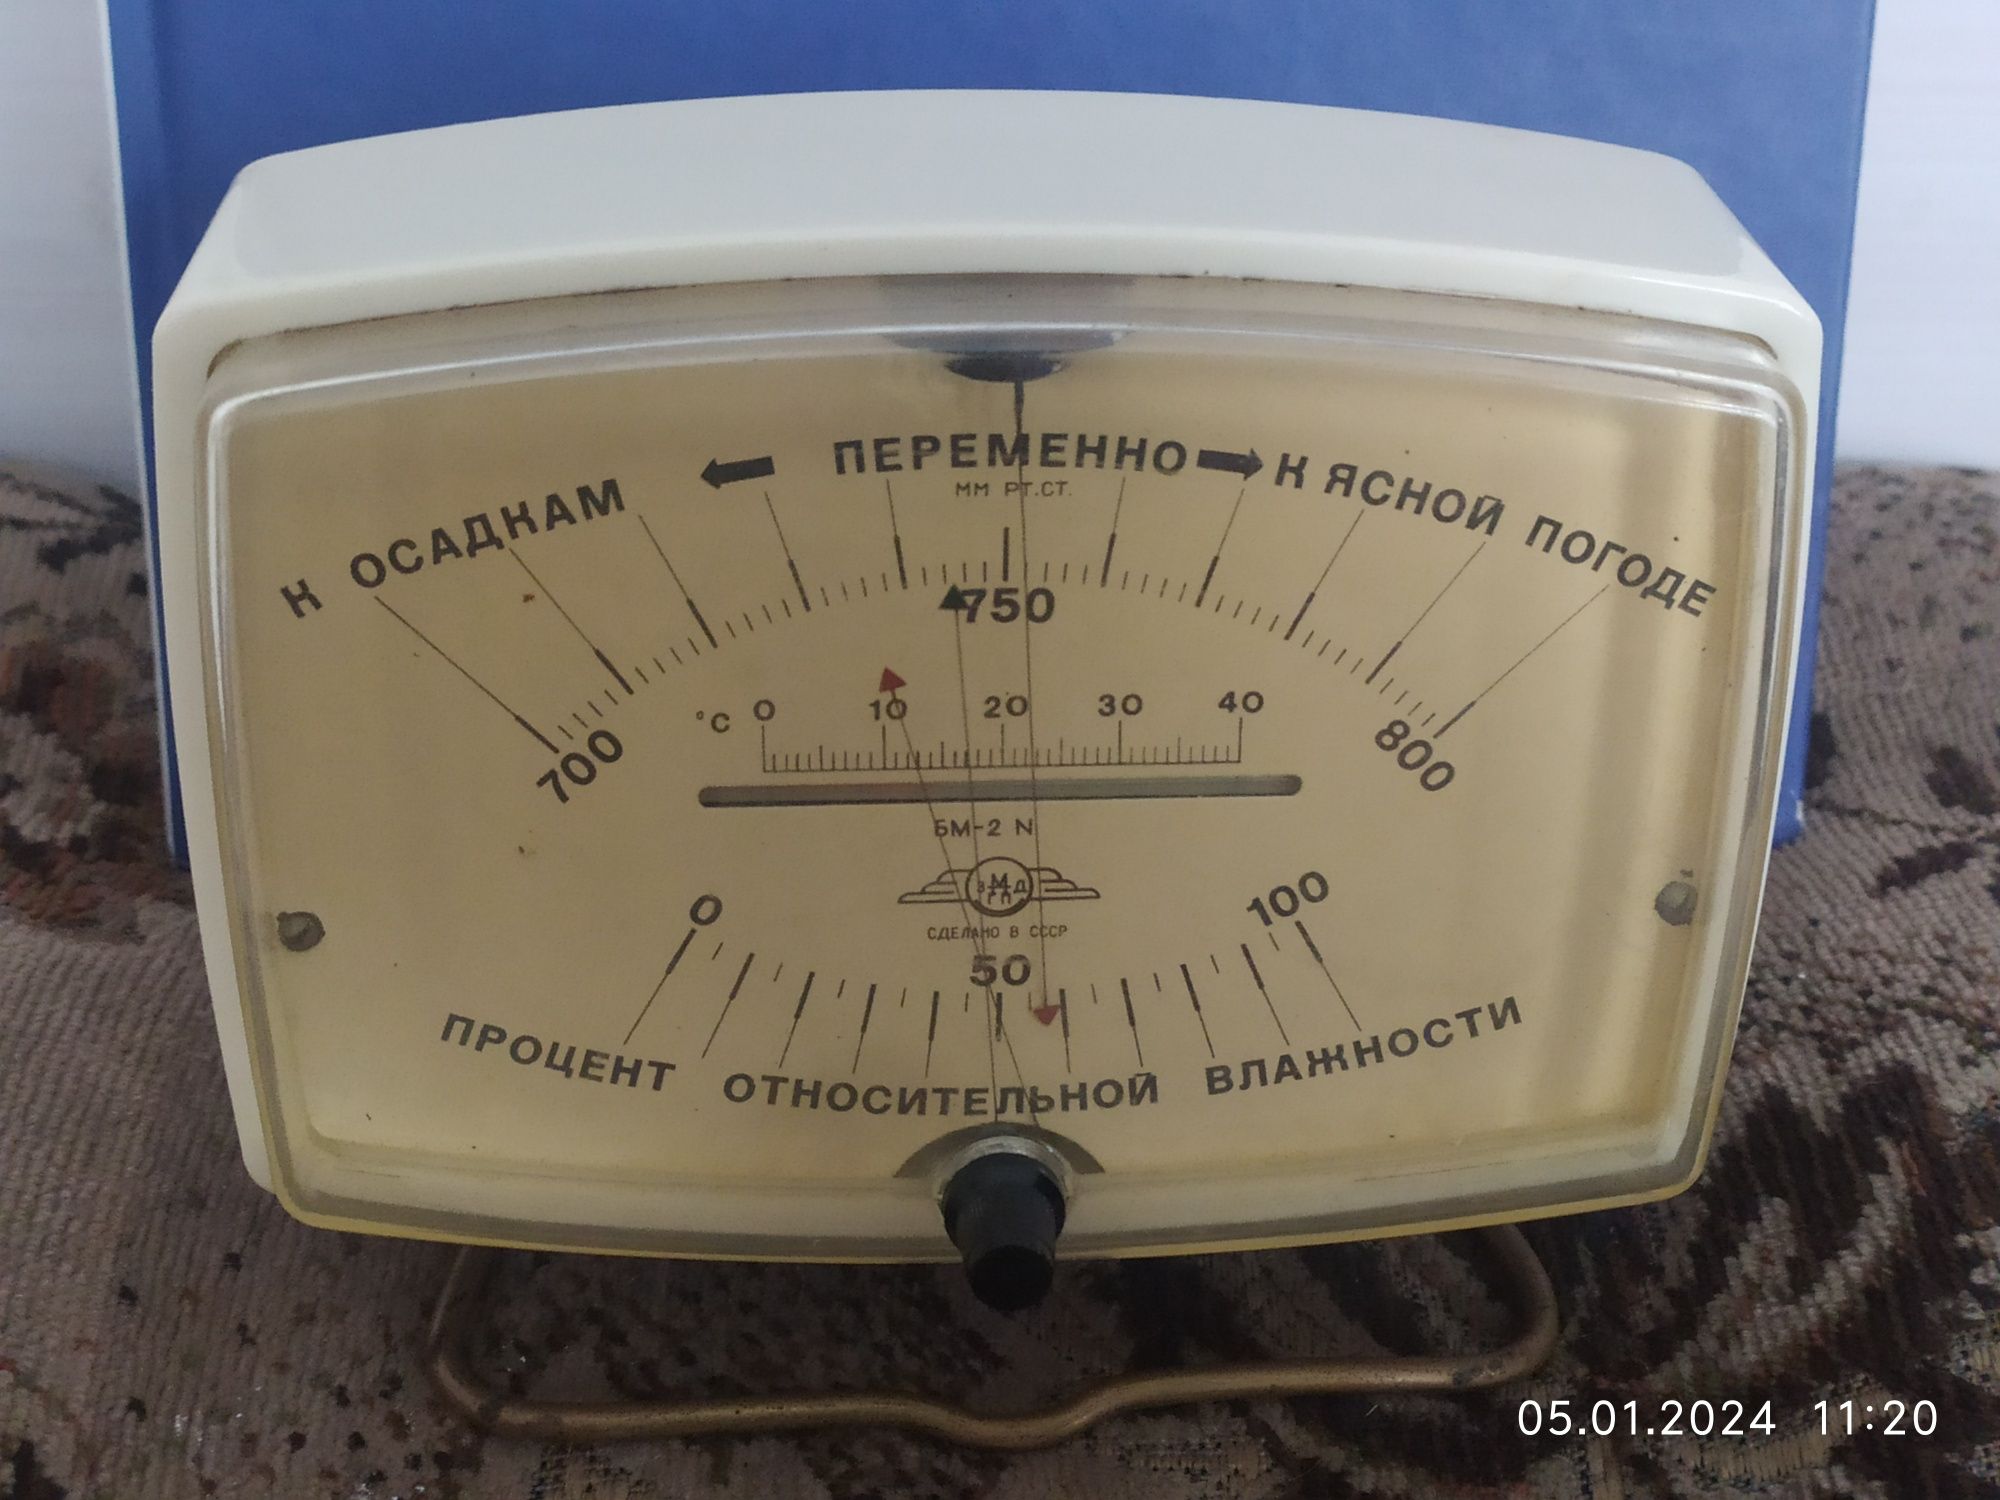 К ОСАДКАМ ПЕРЕМЕННО К ЯСНОЙ ПОГОДЕ
ММ РТ.СТ.
700 750 800
°C 0 10 20 30 40
БМ-2 N
СДЕЛАНО В СССР
0 50 100
ПРОЦЕНТ ОТНОСИТЕЛЬНОЙ ВЛАЖНОСТИ
05.01.2024 11:20